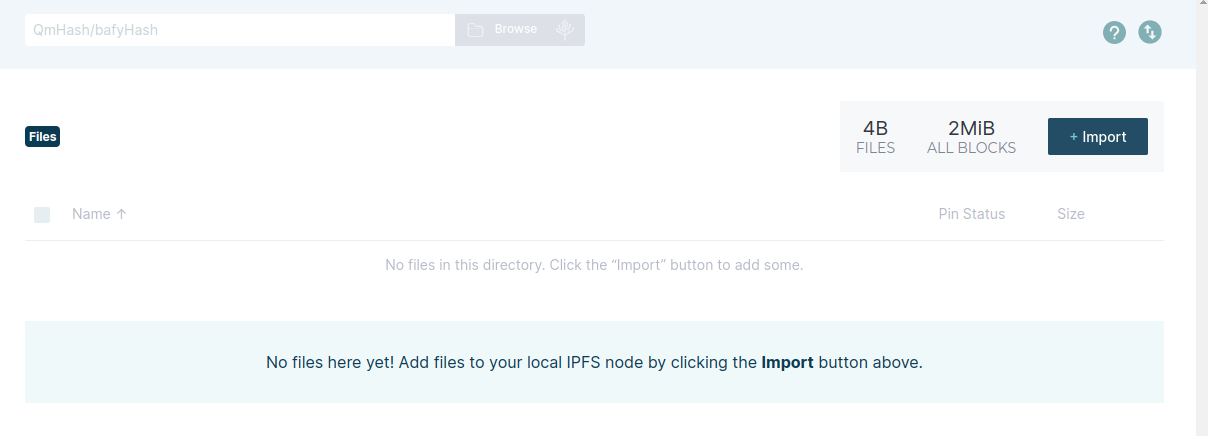 QmHash/bafyHash
Browse
?
Files
4B
FILES
2MiB
ALL BLOCKS
+ Import
Name ↑
Pin Status
Size
No files in this directory. Click the “Import” button to add some.
No files here yet! Add files to your local IPFS node by clicking the Import button above.